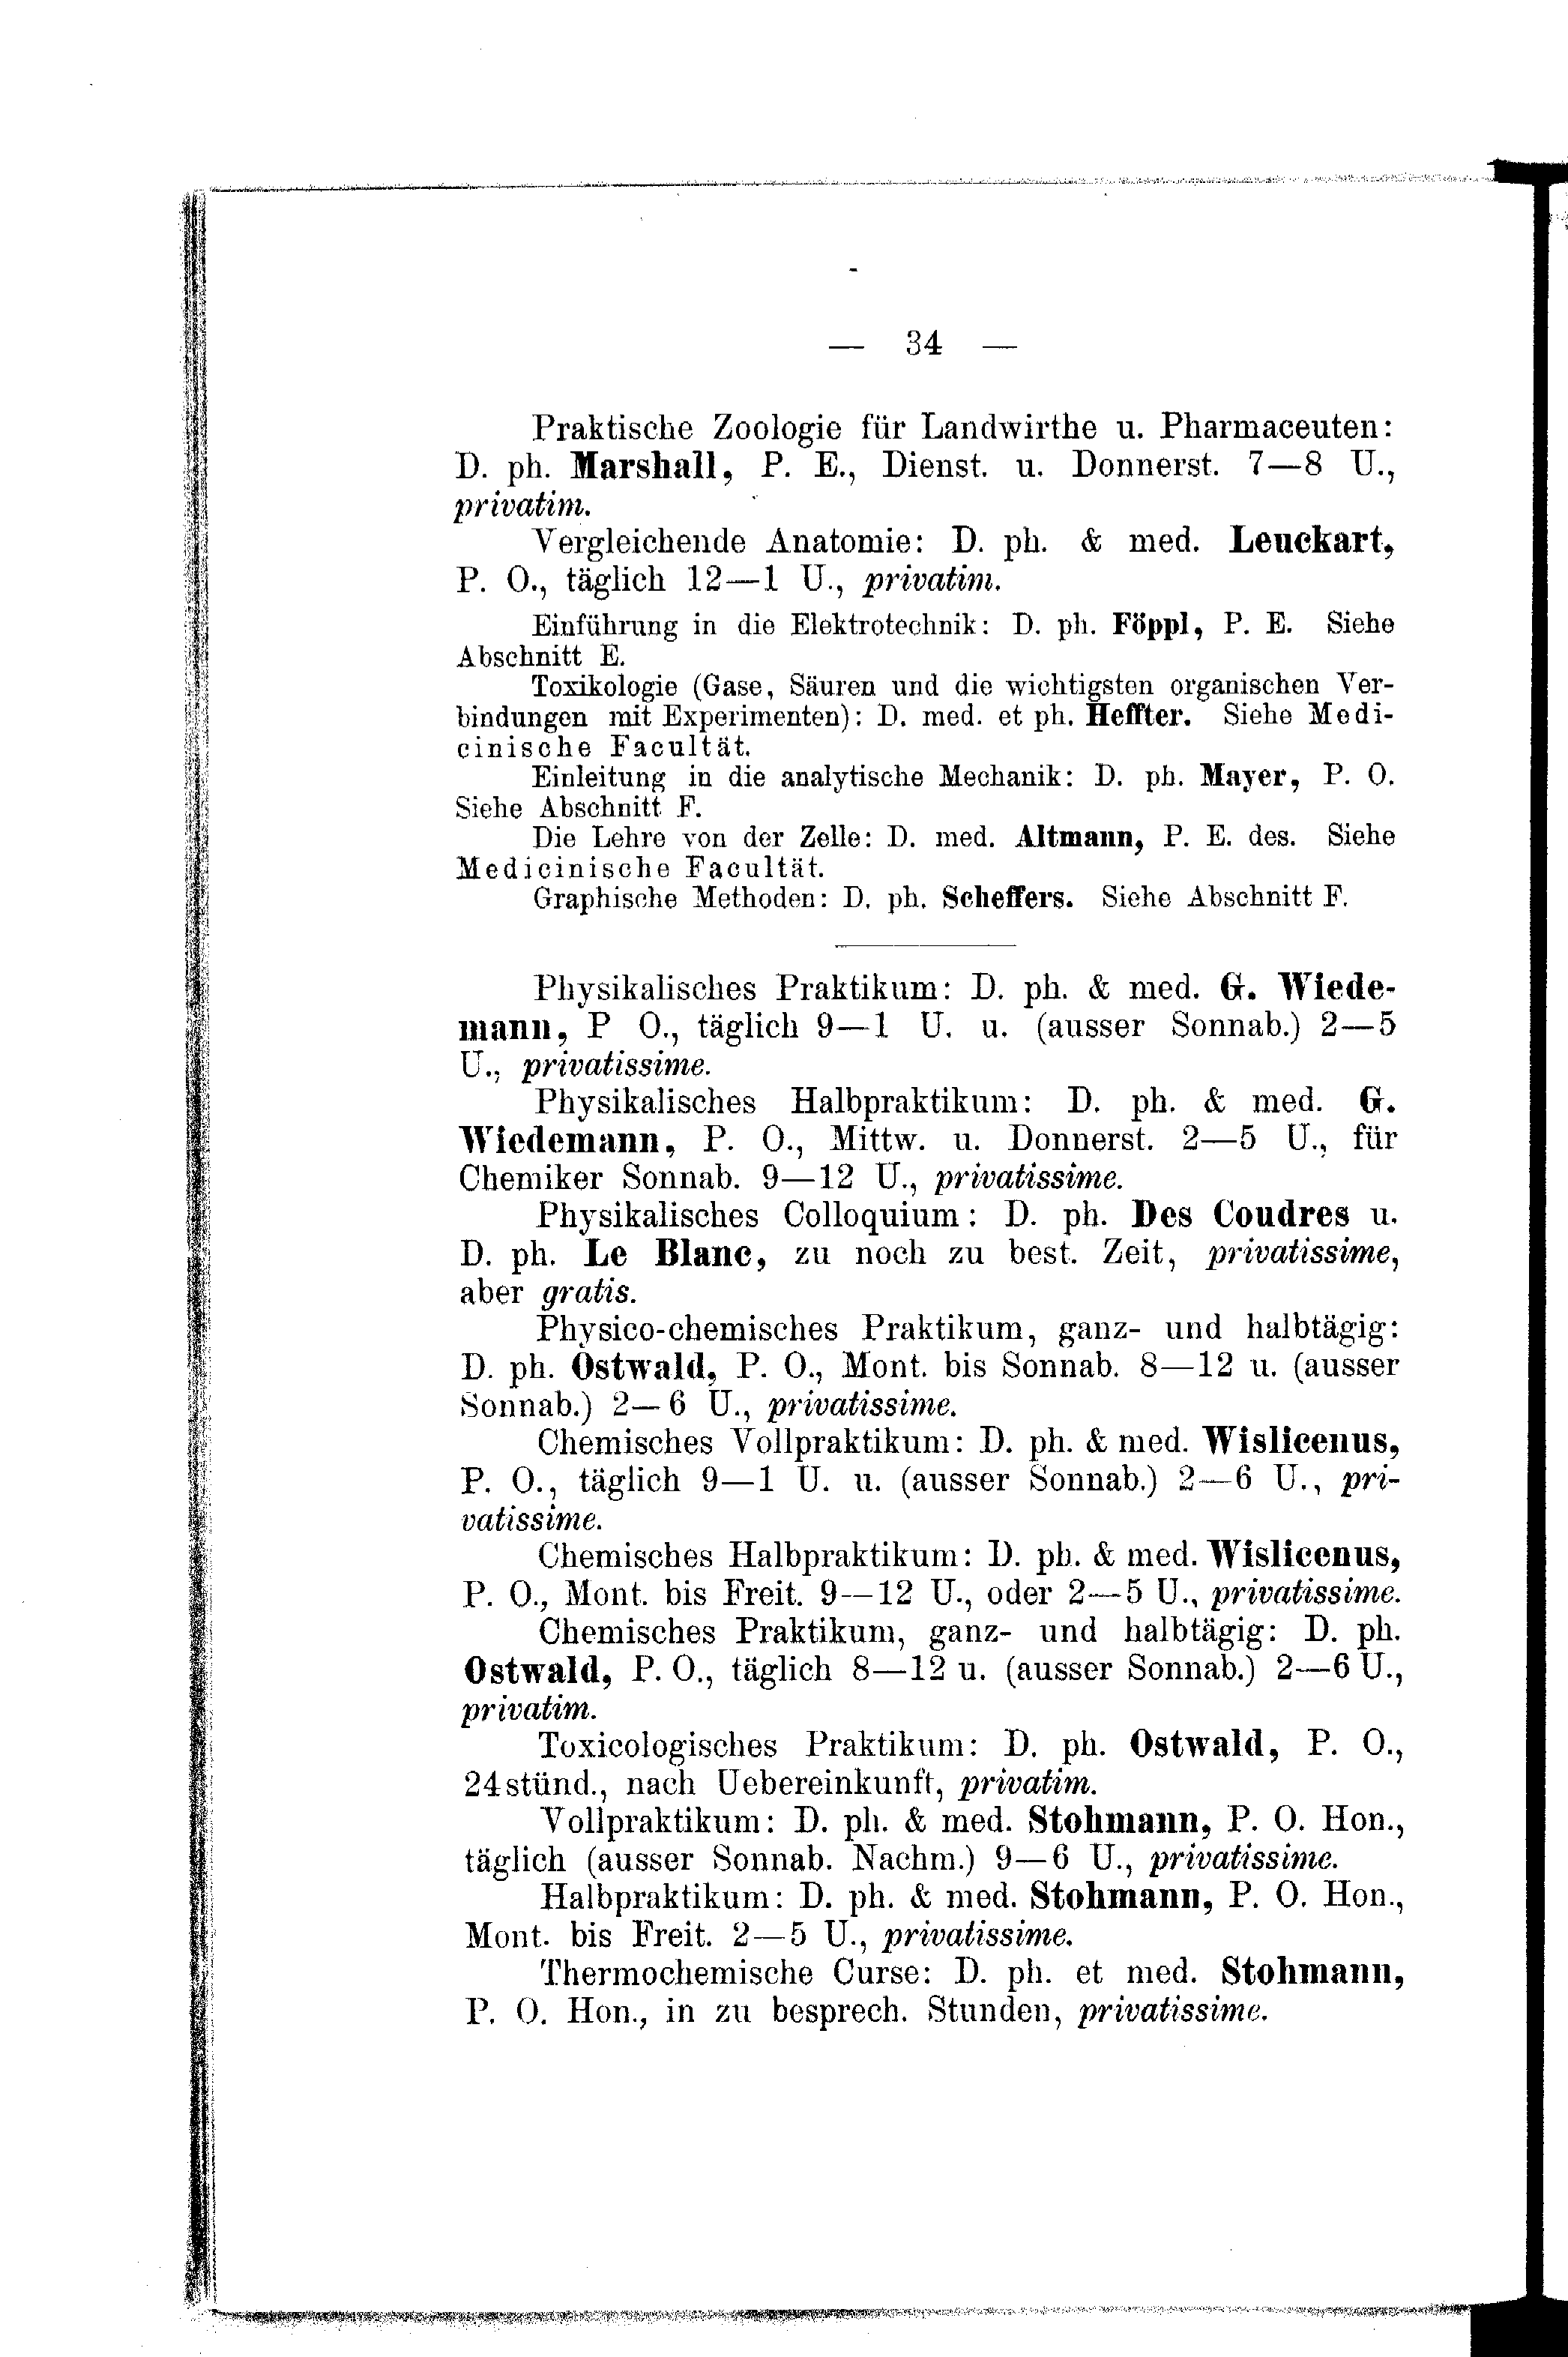 — 34 —
Praktische Zoologie für Landwirthe u. Pharmaceuten:
D. ph. Marshall, P. E., Dienst. u. Donnerst. 7—8 U.,
privatim.
Vergleichende Anatomie: D. ph. & med. Leuckart,
P. O., täglich 12—1 U., privatim.
Einführung in die Elektrotechnik: D. ph. Föppl, P. E. Siehe
Abschnitt E.
Toxikologie (Gase, Säuren und die wichtigsten organischen Ver-
bindungen mit Experimenten): D. med. et ph. Heffter. Siehe Medi-
cinische Facultät.
Einleitung in die analytische Mechanik: D. ph. Mayer, P. O.
Siehe Abschnitt F.
Die Lehre von der Zelle: D. med. Altmann, P. E. des. Siehe
Medicinische Facultät.
Graphische Methoden: D. ph. Scheffers. Siehe Abschnitt F.
Physikalisches Praktikum: D. ph. & med. G. Wiede-
mann, P O., täglich 9—1 U. u. (ausser Sonnab.) 2—5
U., privatissime.
Physikalisches Halbpraktikum: D. ph. & med. G.
Wiedemann, P. O., Mittw. u. Donnerst. 2—5 U., für
Chemiker Sonnab. 9—12 U., privatissime.
Physikalisches Colloquium: D. ph. Des Coudres u.
D. ph. Le Blanc, zu noch zu best. Zeit, privatissime,
aber gratis.
Physico-chemisches Praktikum, ganz- und halbtägig:
D. ph. Ostwald, P. O., Mont. bis Sonnab. 8—12 u. (ausser
Sonnab.) 2—6 U., privatissime.
Chemisches Vollpraktikum: D. ph. & med. Wislicenus,
P. O., täglich 9—1 U. u. (ausser Sonnab.) 2—6 U., pri-
vatissime.
Chemisches Halbpraktikum: D. ph. & med. Wislicenus,
P. O., Mont. bis Freit. 9—12 U., oder 2—5 U., privatissime.
Chemisches Praktikum, ganz- und halbtägig: D. ph.
Ostwald, P. O., täglich 8—12 u. (ausser Sonnab.) 2—6 U.,
privatim.
Toxicologisches Praktikum: D. ph. Ostwald, P. O.,
24stünd., nach Uebereinkunft, privatim.
Vollpraktikum: D. ph. & med. Stohmann, P. O. Hon.,
täglich (ausser Sonnab. Nachm.) 9—6 U., privatissime.
Halbpraktikum: D. ph. & med. Stohmann, P. O. Hon.,
Mont. bis Freit. 2—5 U., privatissime.
Thermochemische Curse: D. ph. et med. Stohmann,
P. O. Hon., in zu besprech. Stunden, privatissime.